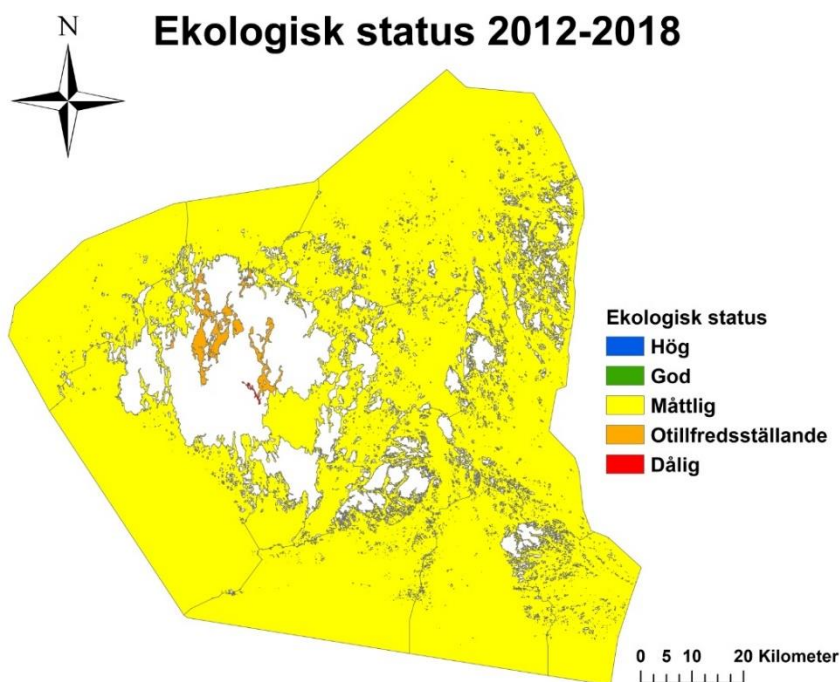 Ekologisk status 2012-2018
N
Ekologisk status
Hög
God
Måttlig
Otillfredsställande
Dålig
0 5 10 20 Kilometer